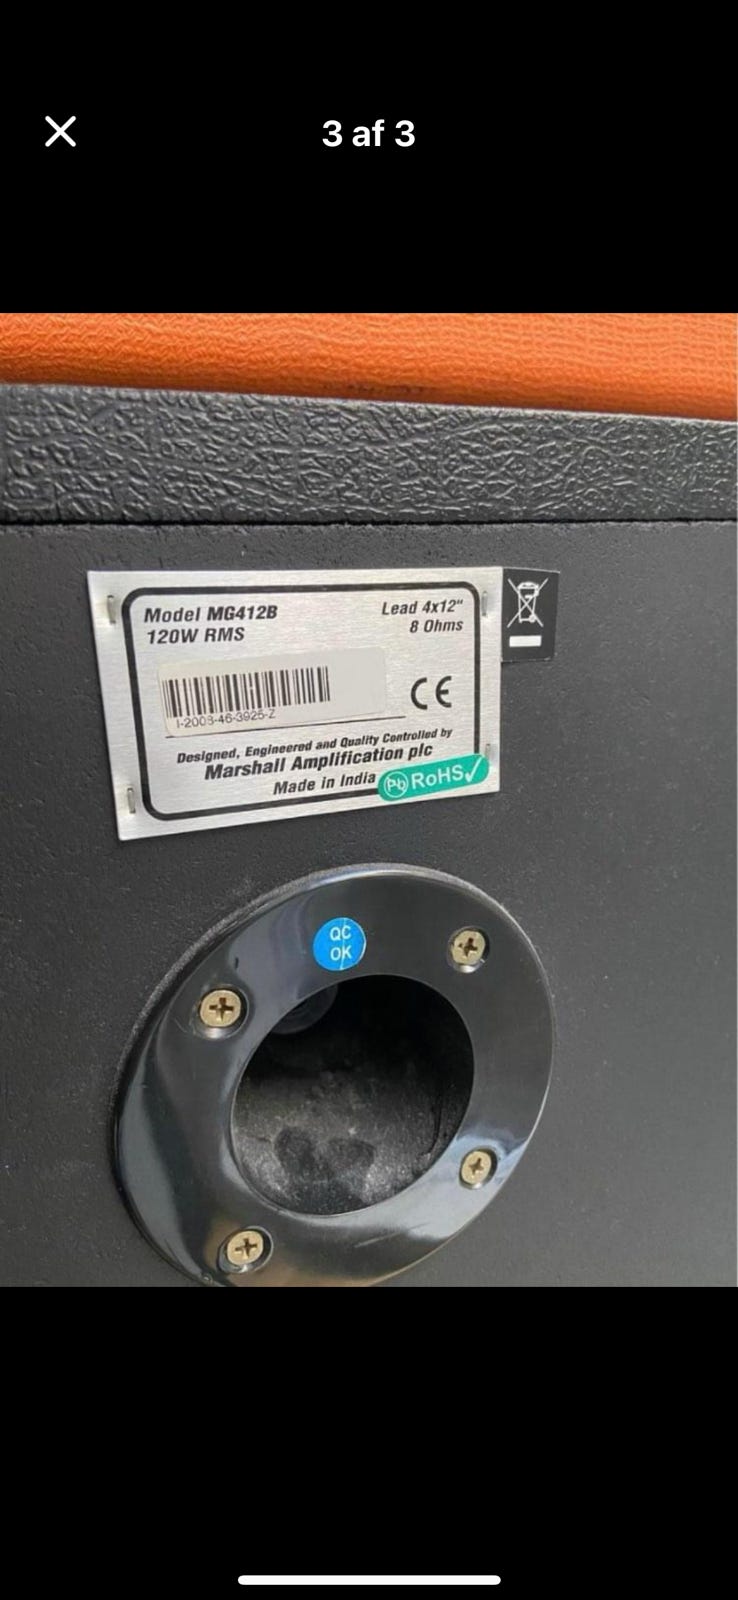 3 af 3
Model MG412B
120W RMS
Lead 4x12"
8 Ohms
I-2008-46-3925-Z
CE
Designed, Engineered and Quality Controlled by
Marshall Amplification plc
Made in India
Pb RoHS✓
QC
OK